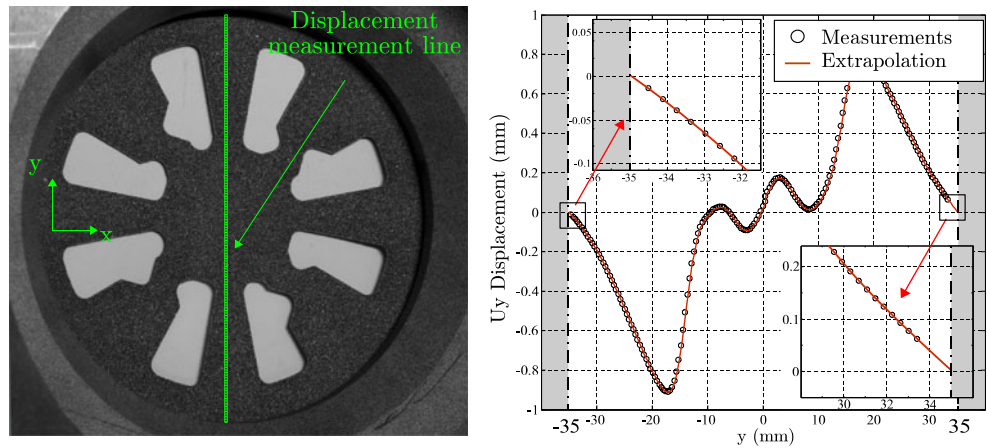 Displacement
measurement line
y
x
Uy Displacement (mm)
1
0.8
0.6
0.4
0.2
0
-0.2
-0.4
-0.6
-0.8
-1
0.05
0
-0.05
-0.1
-36 -35 -34 -33 -32
Measurements
Extrapolation
0.2
0.1
0
30 32 34
-35 -30 -20 -10 0 10 20 30 35
y (mm)